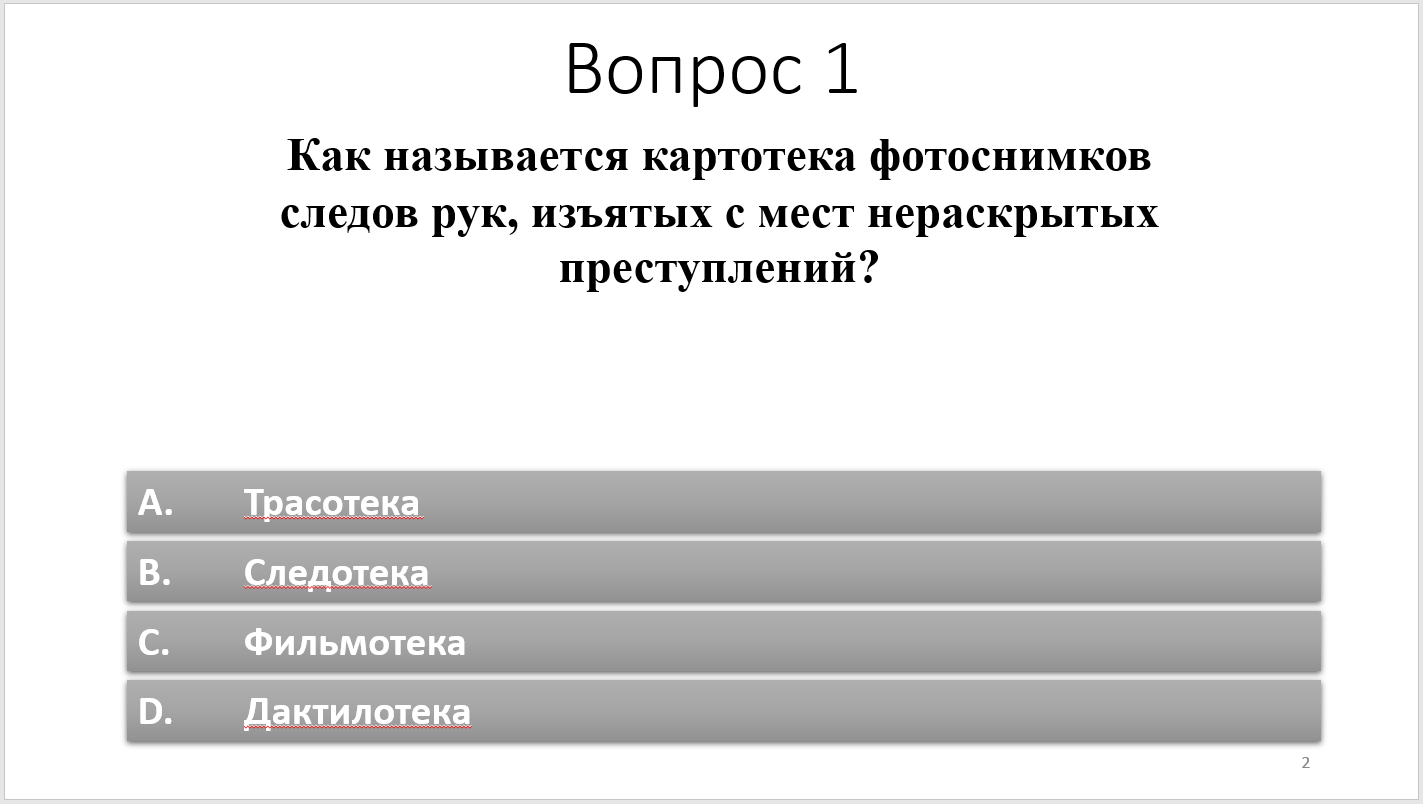 Вопрос 1
Как называется картотека фотоснимков
следов рук, изъятых с мест нераскрытых
преступлений?
A. Трасотека
B. Следотека
C. Фильмотека
D. Дактилотека
2